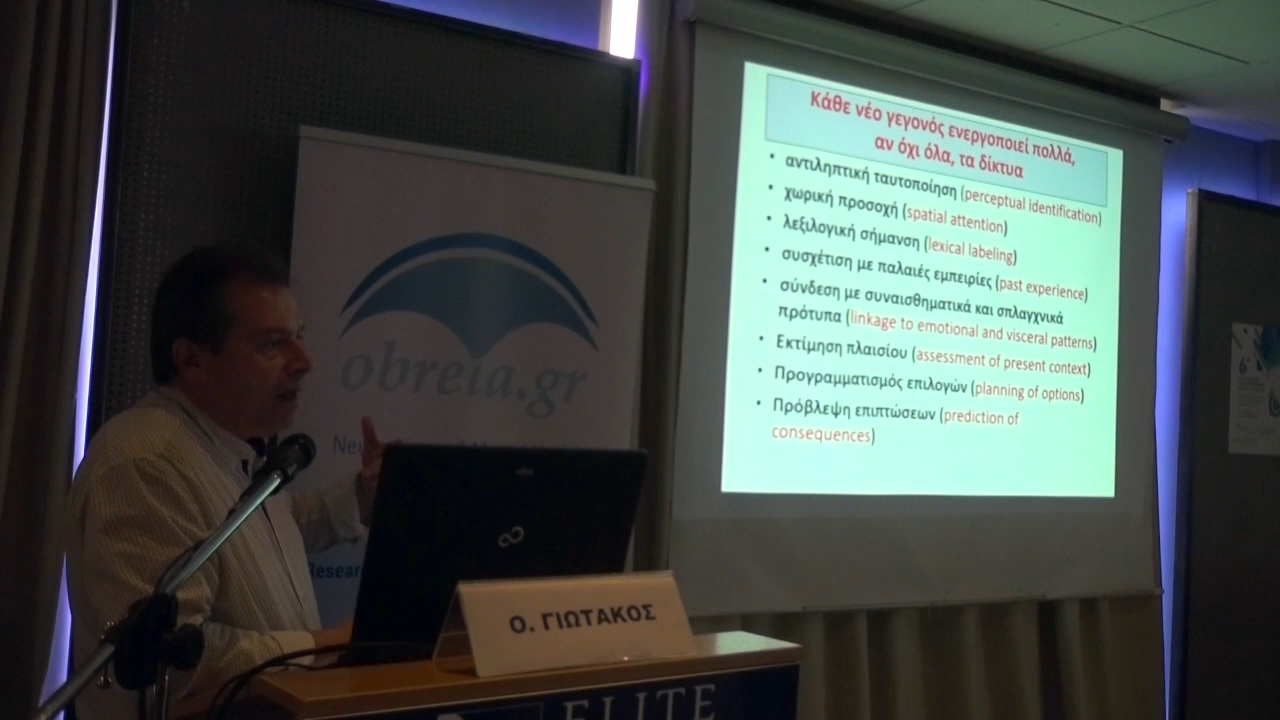 Κάθε νέο γεγονός ενεργοποιεί πολλά,
αν όχι όλα, τα δίκτυα
• αντιληπτική ταυτοποίηση (perceptual identification)
• χωρική προσοχή (spatial attention)
• λεξιλογική σήμανση (lexical labeling)
• συσχέτιση με παλαιές εμπειρίες (past experience)
• σύνδεση με συναισθηματικά και σπλαγχνικά
πρότυπα (linkage to emotional and visceral patterns)
• Εκτίμηση πλαισίου (assessment of present context)
• Προγραμματισμός επιλογών (planning of options)
• Πρόβλεψη επιπτώσεων (prediction of
consequences)
obreia.gr
Ο. ΓΙΩΤΑΚΟΣ
ELITE